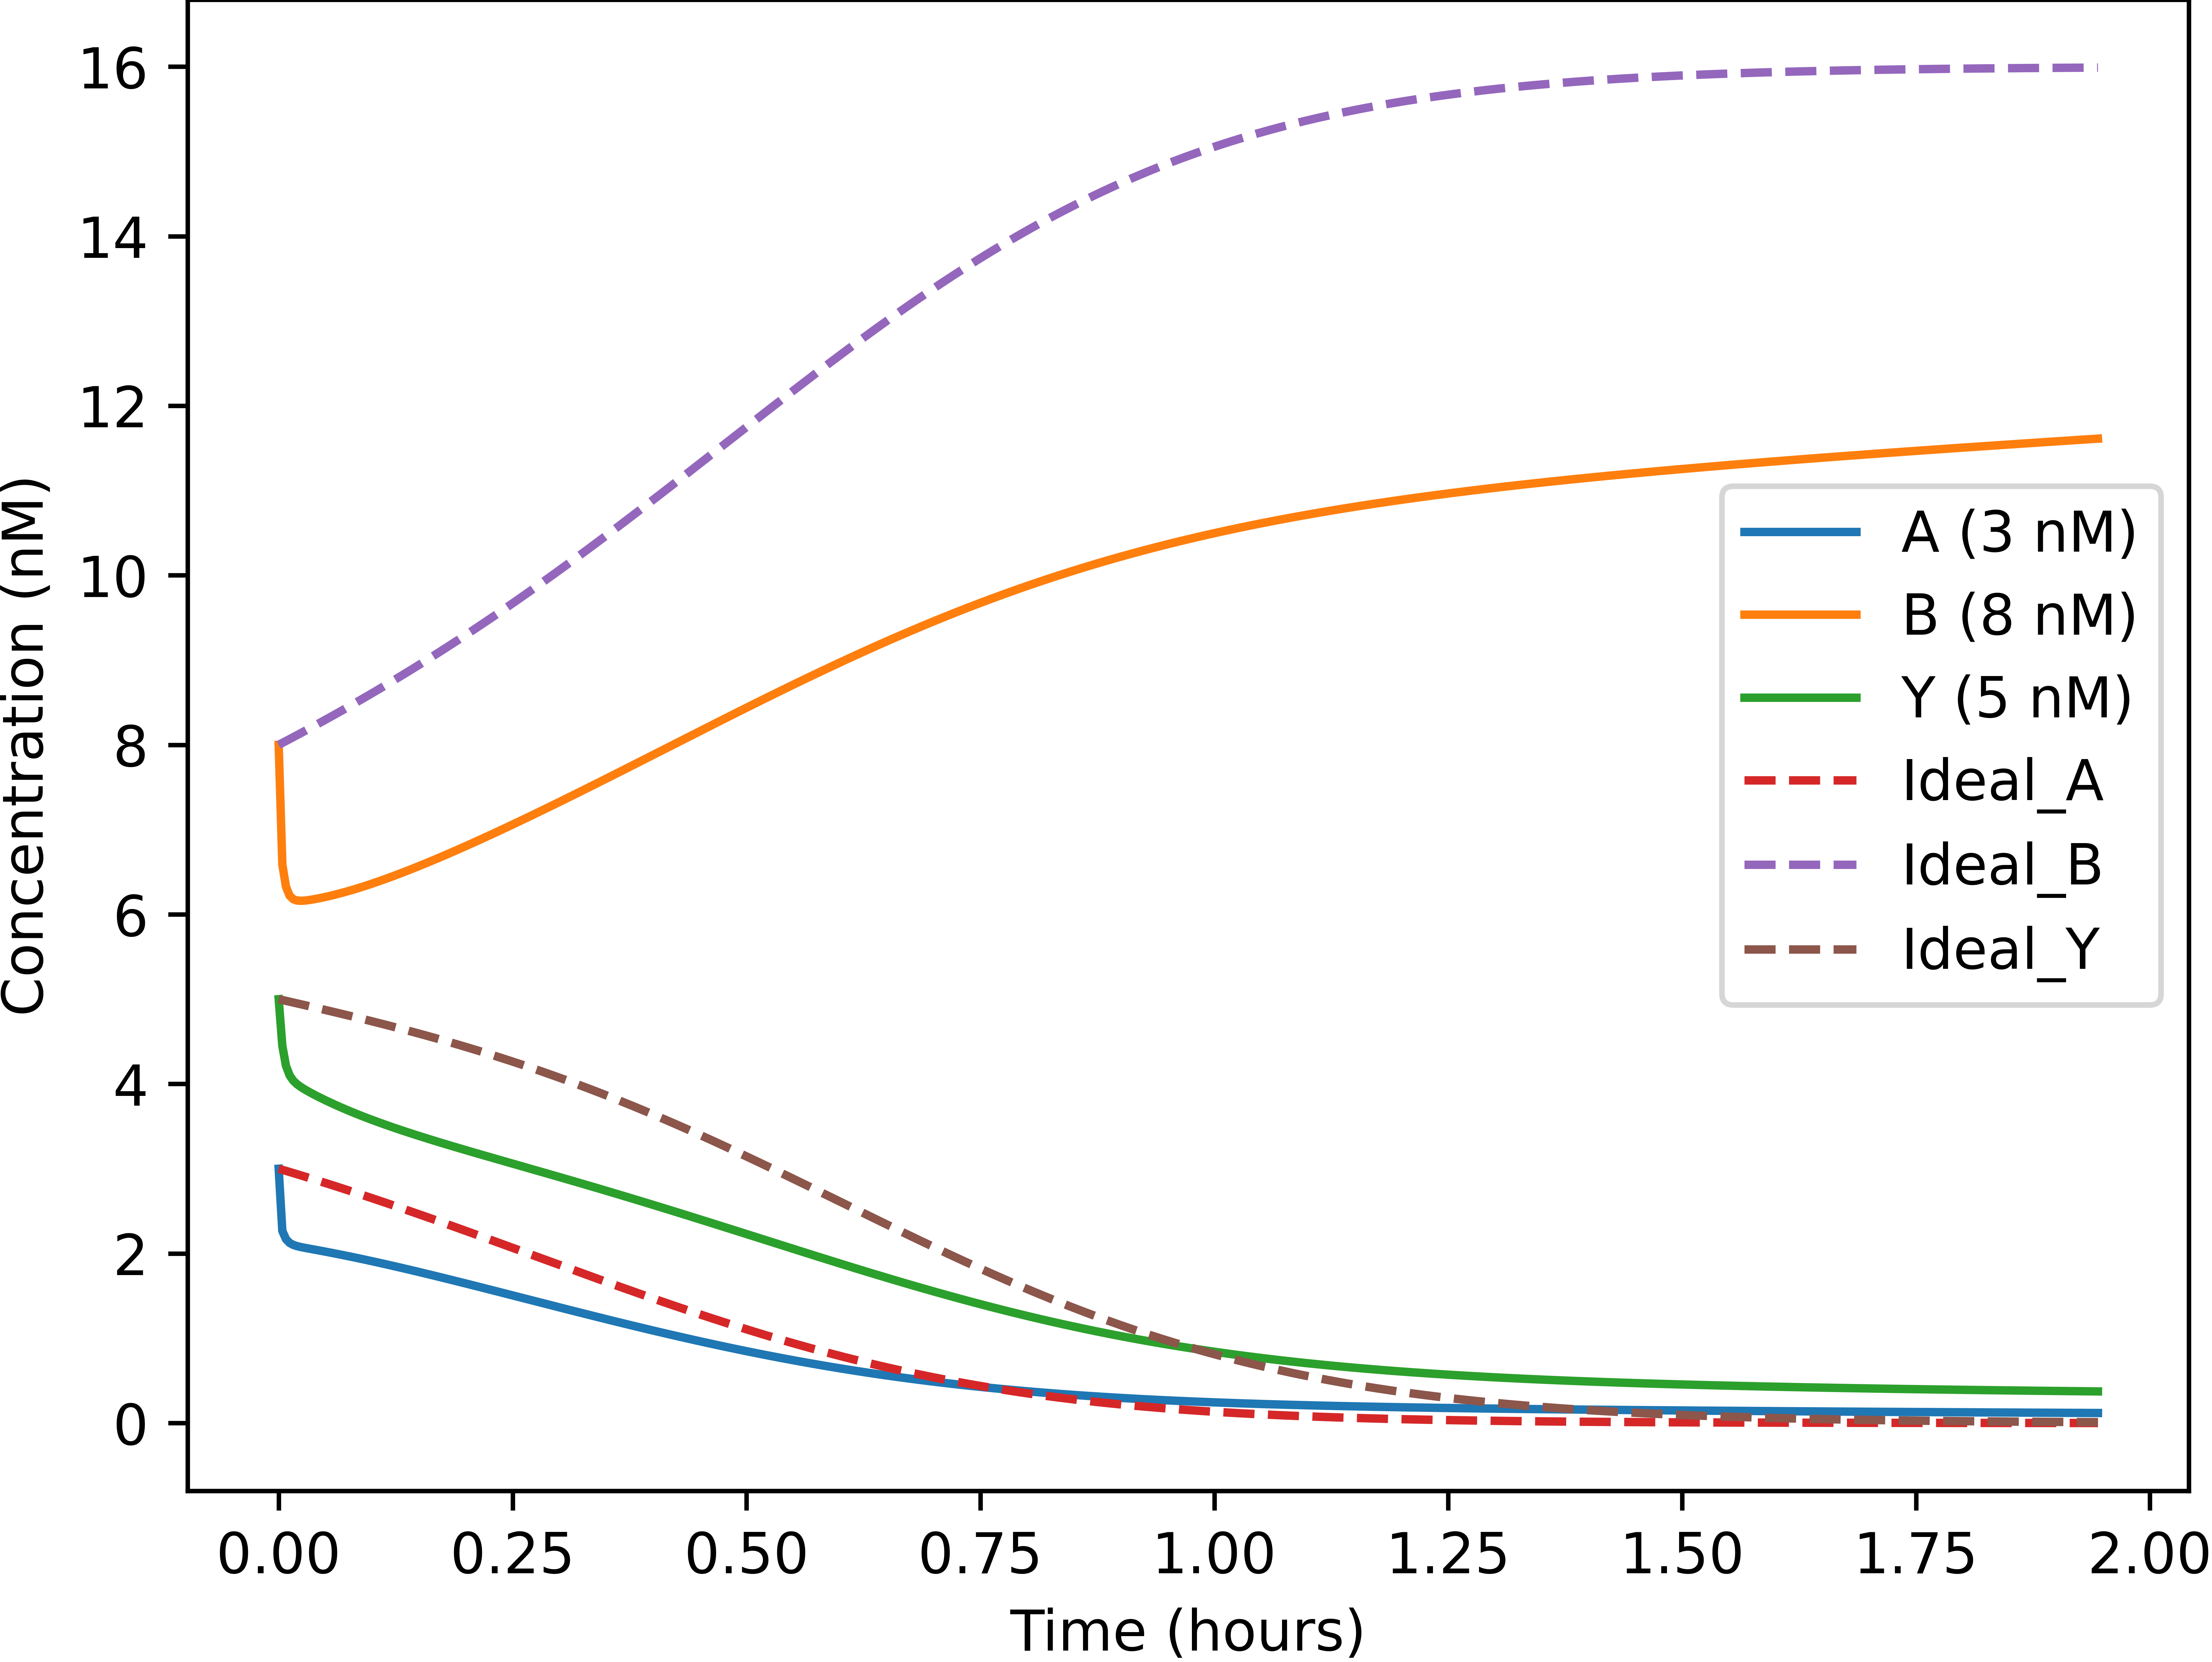 Concentration (nM)
16
14
12
10
8
6
4
2
0
A (3 nM)
B (8 nM)
Y (5 nM)
Ideal_A
Ideal_B
Ideal_Y
0.00 0.25 0.50 0.75 1.00 1.25 1.50 1.75 2.00
Time (hours)